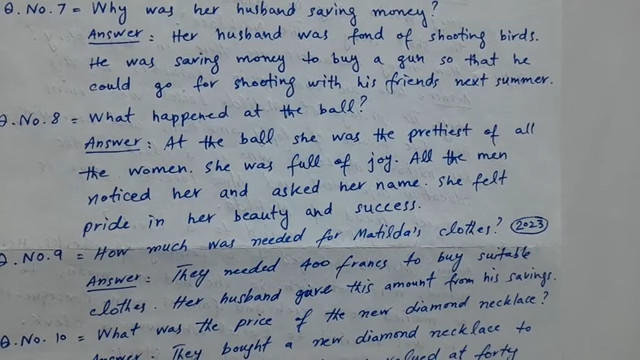 Q. No. 7 = Why was her husband saving money?
Answer: Her husband was fond of shooting birds.
He was saving money to buy a gun so that he
could go for shooting with his friends next summer.
Q. No. 8 = What happened at the ball?
Answer: At the ball she was the prettiest of all
the women. She was full of joy. All the men
noticed her and asked her name. She felt
pride in her beauty and success.
Q. No. 9 = How much was needed for Matilda's clothes? 2023
Answer: They needed 400 francs to buy suitable
clothes. Her husband gave this amount from his savings.
Q. No. 10 = What was the price of the new diamond necklace?
Answer: They bought a new diamond necklace to
valued at forty